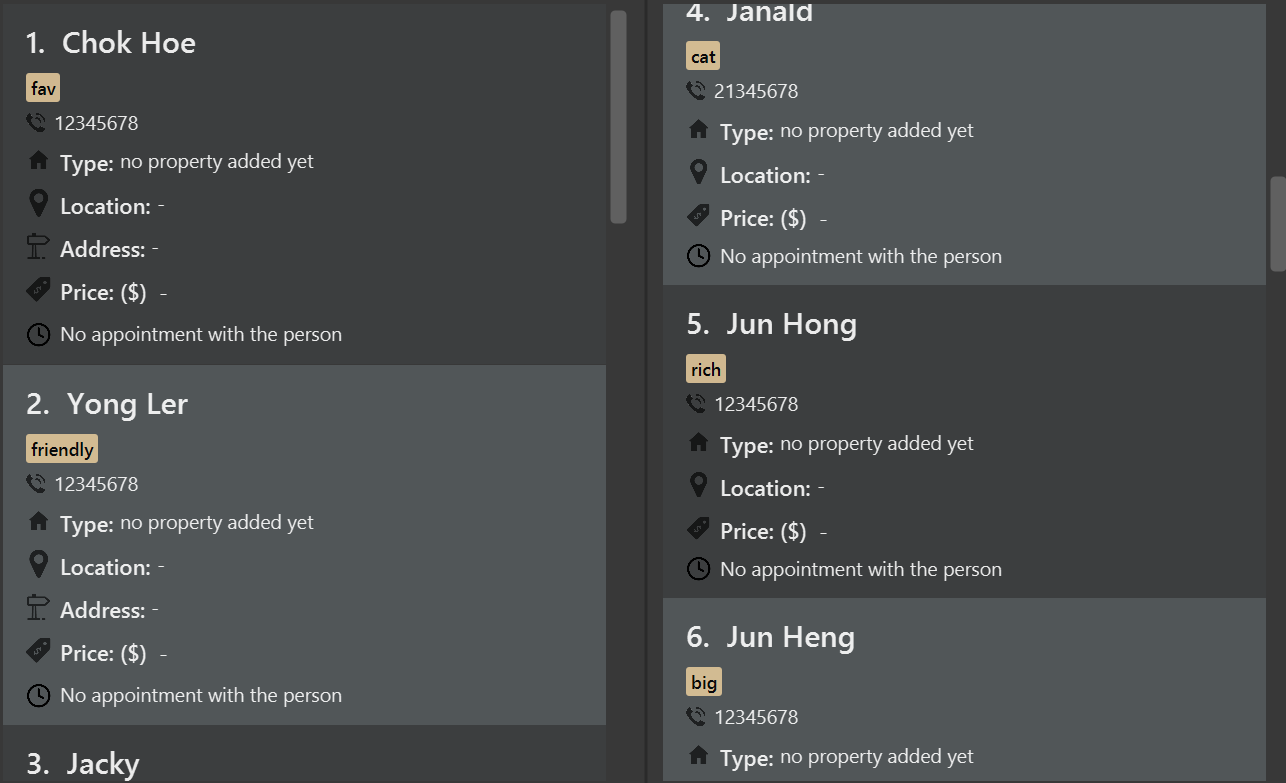 1. Chok Hoe
fav
12345678
Type: no property added yet
Location: -
Address: -
Price: ($) -
No appointment with the person
2. Yong Ler
friendly
12345678
Type: no property added yet
Location: -
Address: -
Price: ($) -
No appointment with the person
3. Jacky
4. Janald
cat
21345678
Type: no property added yet
Location: -
Price: ($) -
No appointment with the person
5. Jun Hong
rich
12345678
Type: no property added yet
Location: -
Price: ($) -
No appointment with the person
6. Jun Heng
big
12345678
Type: no property added yet